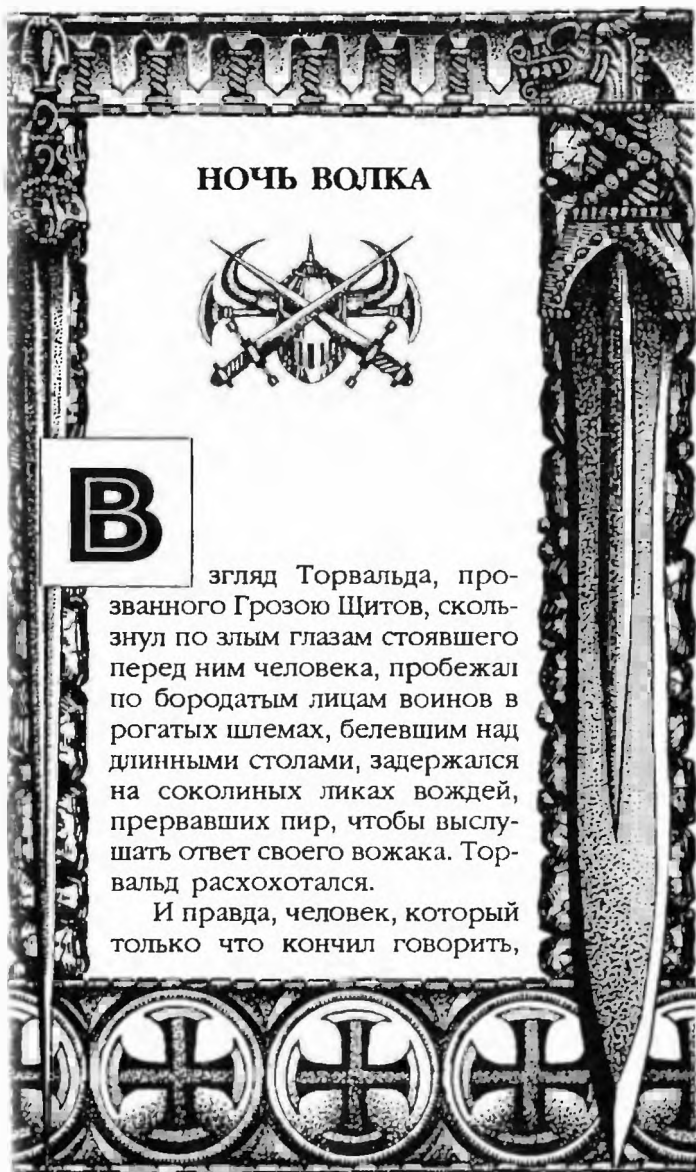 НОЧЬ ВОЛКА
Взгляд Торвальда, про-
званного Грозою Щитов, сколь-
знул по злым глазам стоявшего
перед ним человека, пробежал
по бородатым лицам воинов в
рогатых шлемах, белевшим над
длинными столами, задержался
на соколиных ликах вождей,
прервавших пир, чтобы выслу-
шать ответ своего вожака. Тор-
вальд расхохотался.
И правда, человек, который
только что кончил говорить,